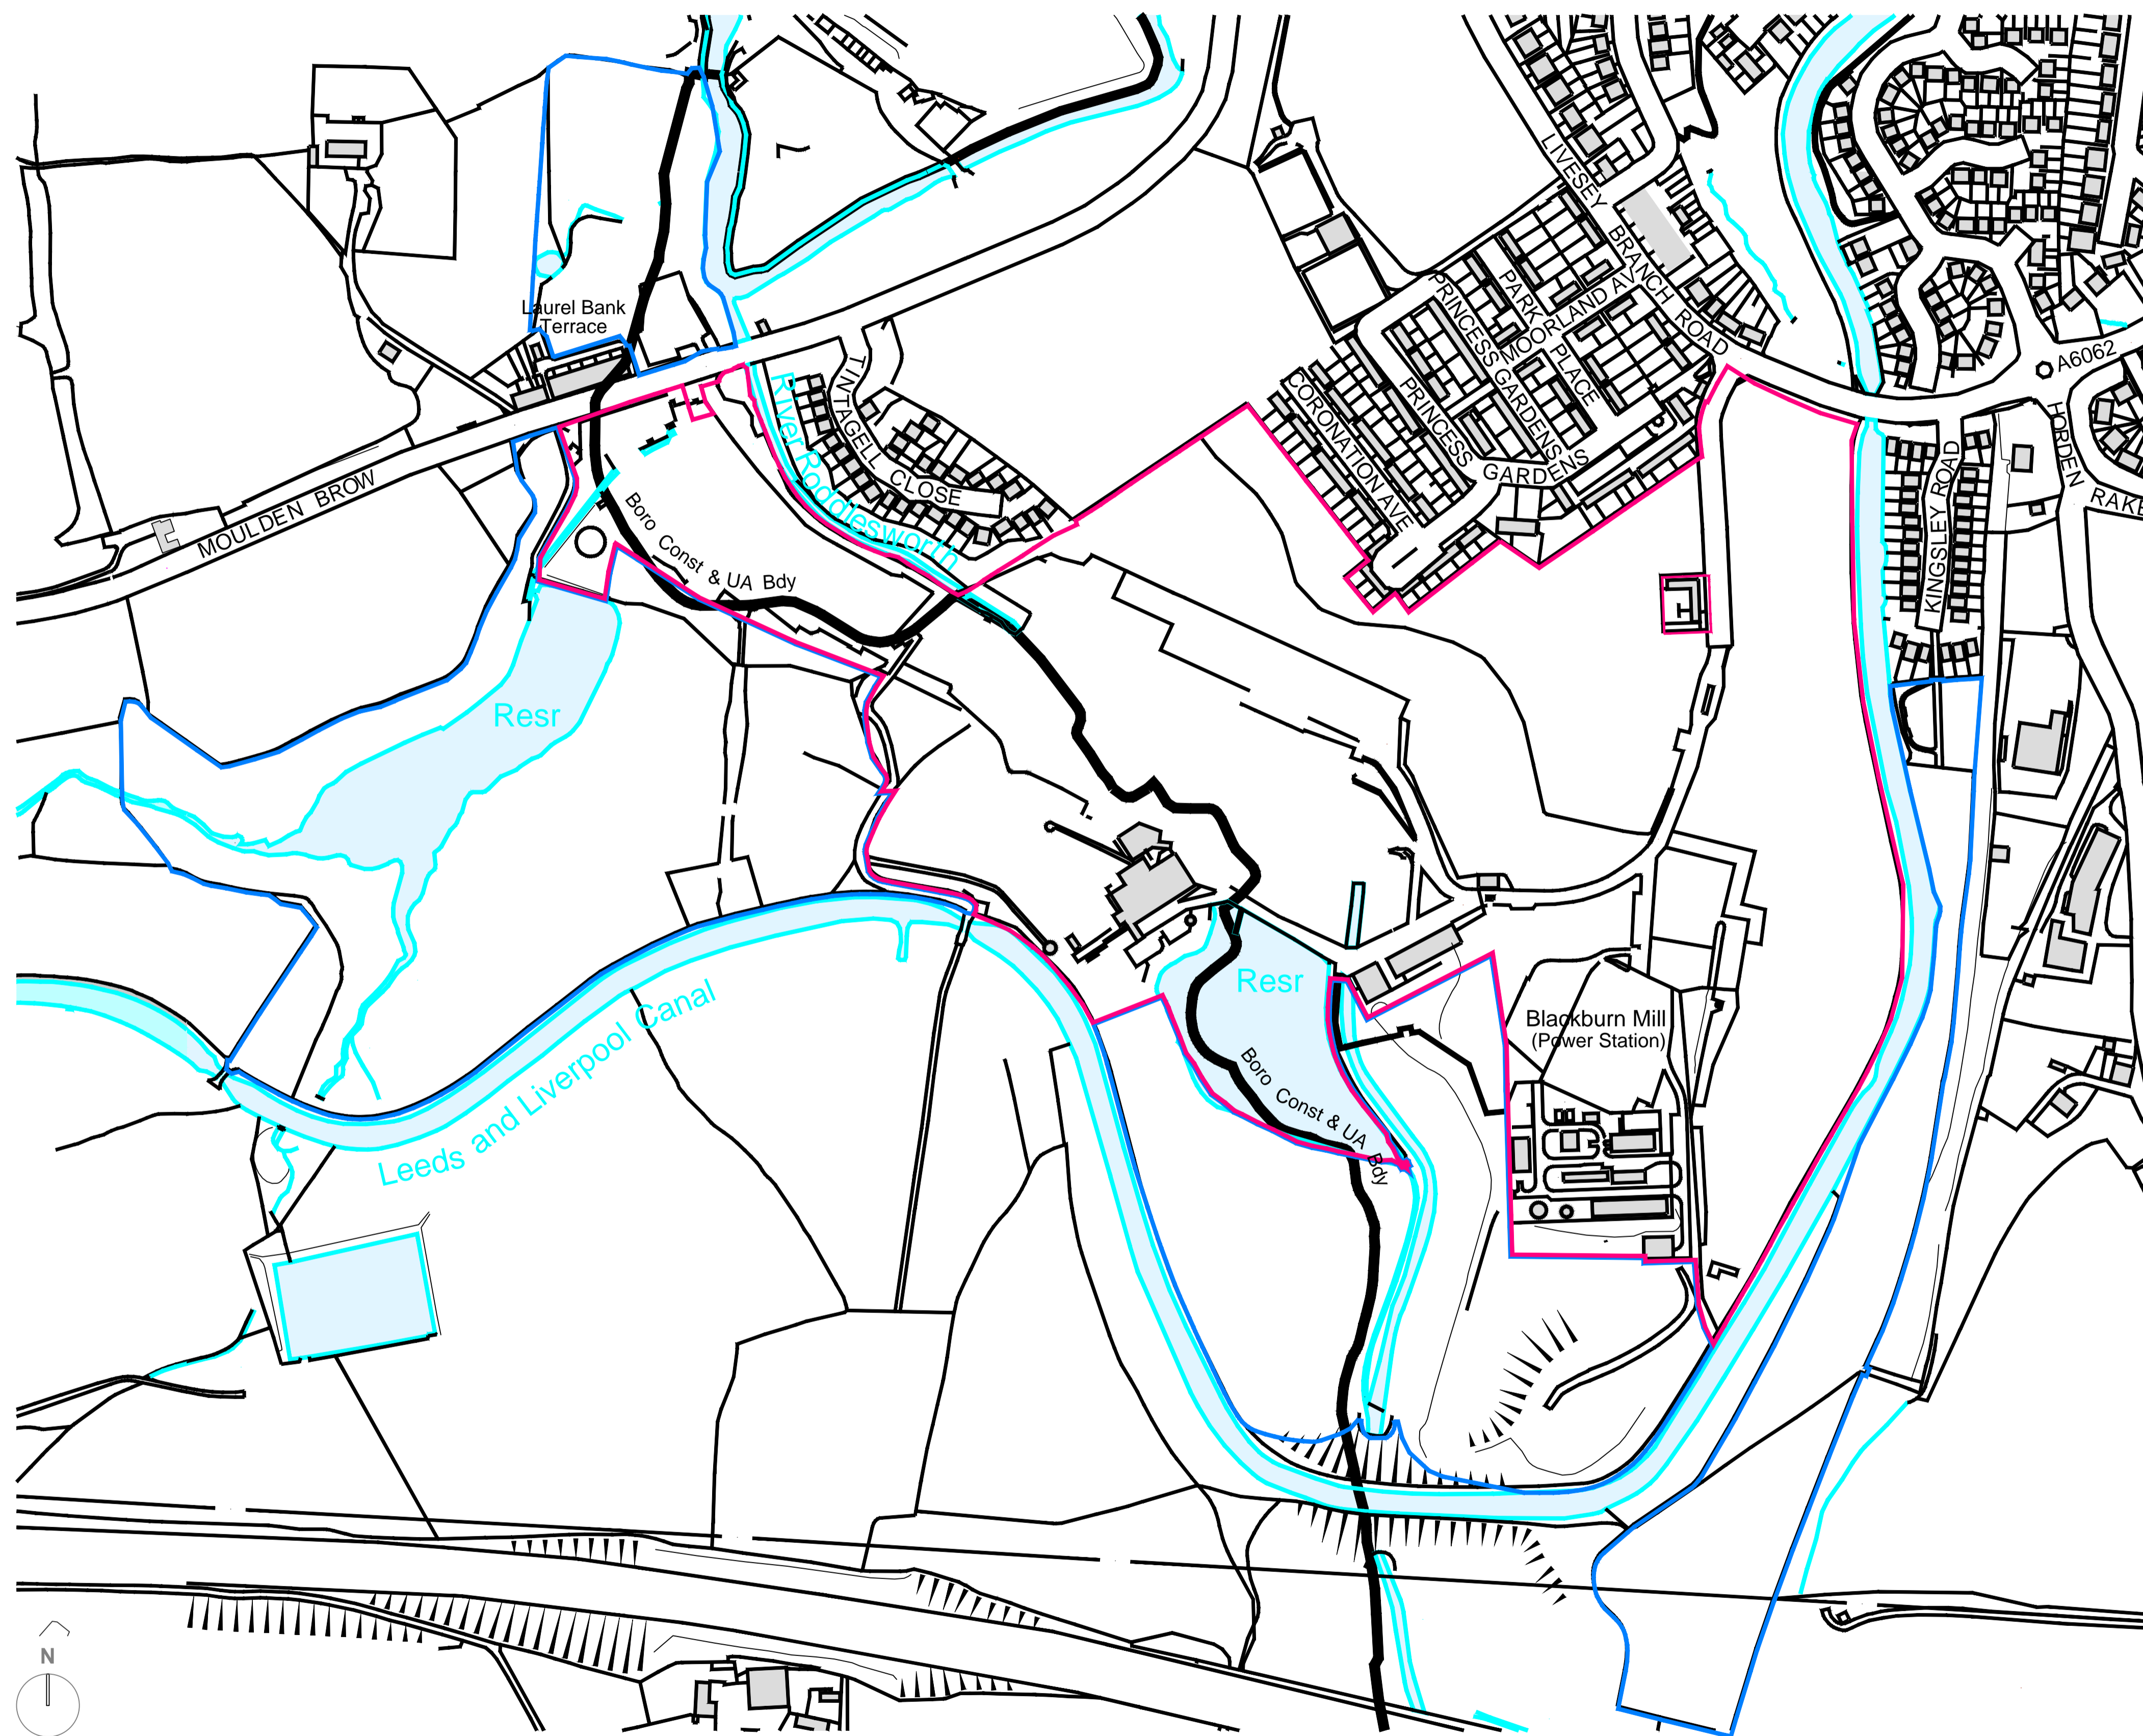 LIVESEY BRANCH ROAD
Laurel Bank
Terrace
PRINCESS GARDENS
PARK PLACE
MOORLAND AV
A6062
TINTAGELL CLOSE
CORONATION AVE
PRINCESS GARDENS
HORDEN RAKE
River Roddlesworth
KINGSLEY ROAD
MOULDEN BROW
Boro Const & UA Bdy
Resr
Resr
Leeds and Liverpool Canal
Blackburn Mill
(Power Station)
Boro Const & UA Bdy
N